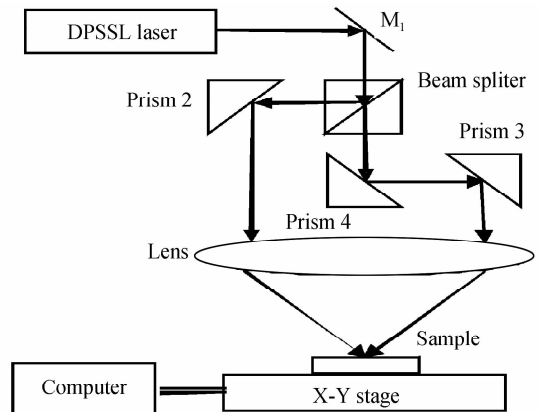 DPSSL laser
M1
Beam spliter
Prism 2
Prism 3
Prism 4
Lens
Sample
Computer
X-Y stage